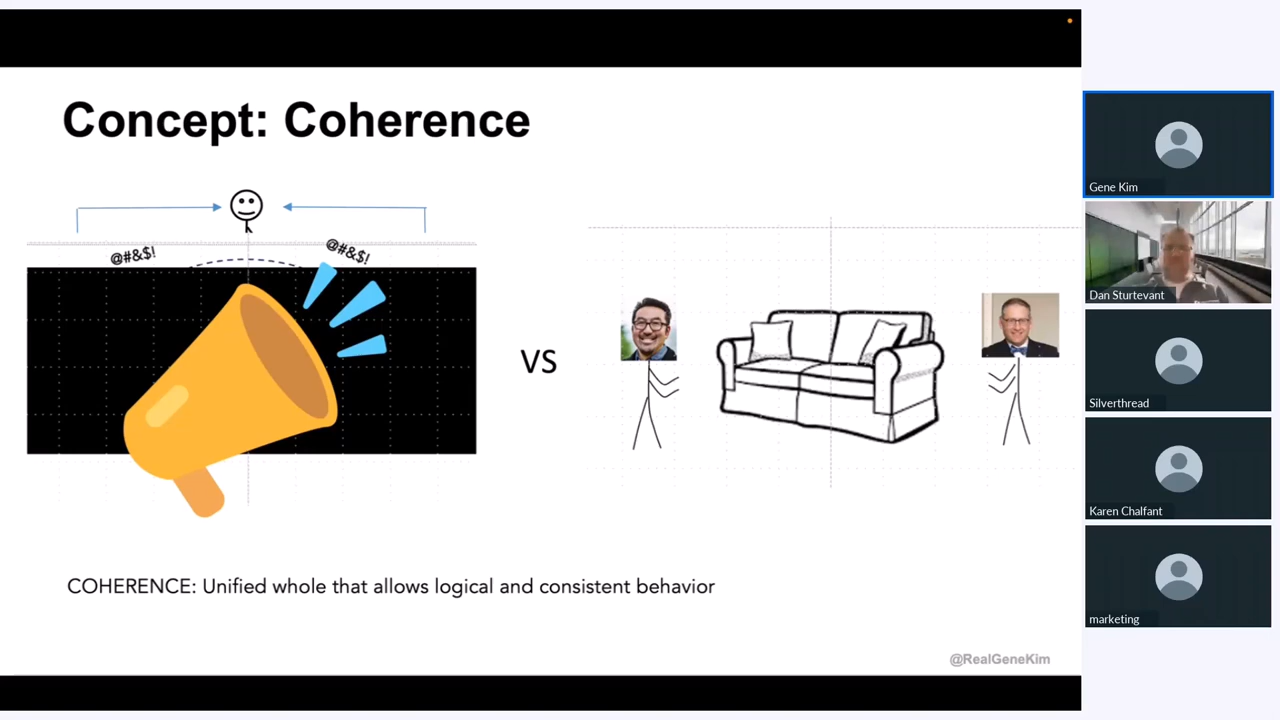 Concept: Coherence
@#&$!
@#&$!
VS
COHERENCE: Unified whole that allows logical and consistent behavior
@RealGeneKim
Gene Kim
Dan Sturtevant
Silverthread
Karen Chalfant
marketing